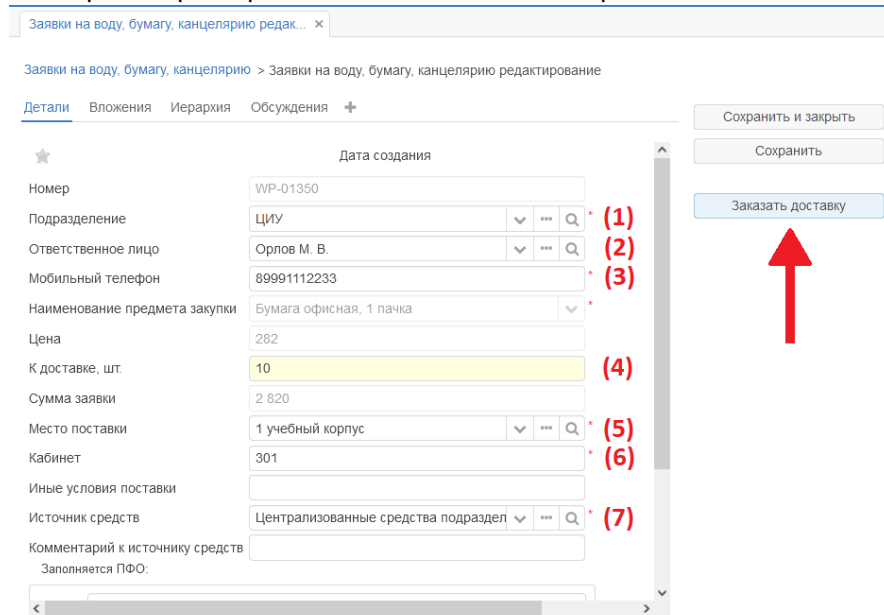 Заявки на воду, бумагу, канцелярию редак... ×
Заявки на воду, бумагу, канцелярию > Заявки на воду, бумагу, канцелярию редактирование
Детали Вложения Иерархия Обсуждения +
Сохранить и закрыть
Дата создания
Сохранить
Номер WP-01350
Заказать доставку
Подразделение ЦИУ * (1)
Ответственное лицо Орлов М. В. * (2)
Мобильный телефон 89991112233 * (3)
Наименование предмета закупки Бумага офисная, 1 пачка *
Цена 282
К доставке, шт. 10 (4)
Сумма заявки 2 820
Место поставки 1 учебный корпус * (5)
Кабинет 301 * (6)
Иные условия поставки
Источник средств Централизованные средства подраздел * (7)
Комментарий к источнику средств
Заполняется ПФО: